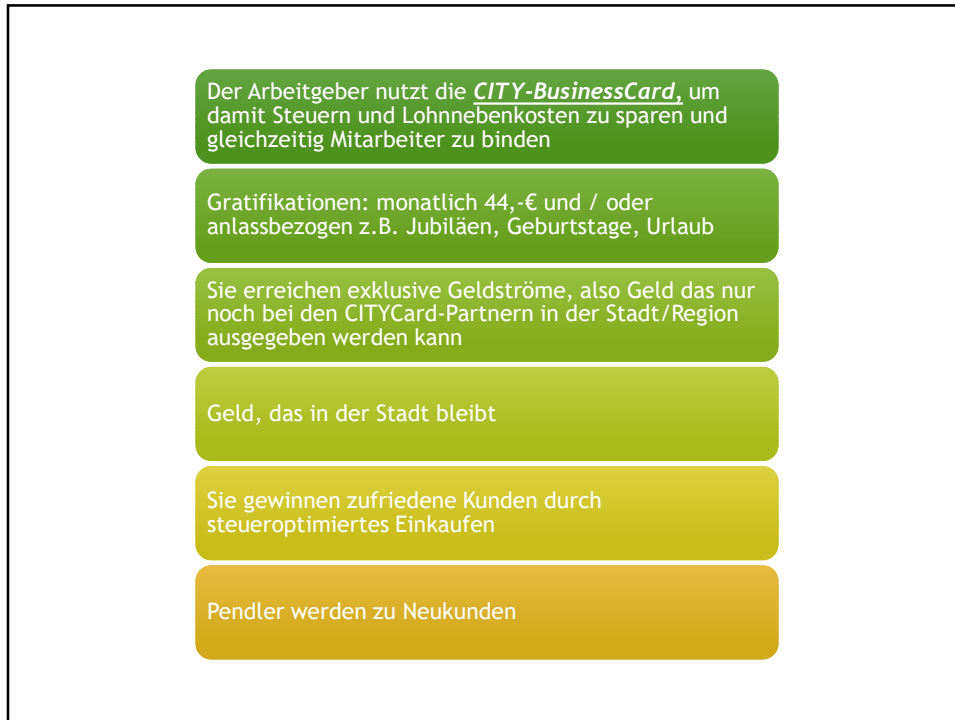 Der Arbeitgeber nutzt die CITY-BusinessCard, um
damit Steuern und Lohnnebenkosten zu sparen und
gleichzeitig Mitarbeiter zu binden
Gratifikationen: monatlich 44,-€ und / oder
anlassbezogen z.B. Jubiläen, Geburtstage, Urlaub
Sie erreichen exklusive Geldströme, also Geld das nur
noch bei den CITYCard-Partnern in der Stadt/Region
ausgegeben werden kann
Geld, das in der Stadt bleibt
Sie gewinnen zufriedene Kunden durch
steueroptimiertes Einkaufen
Pendler werden zu Neukunden